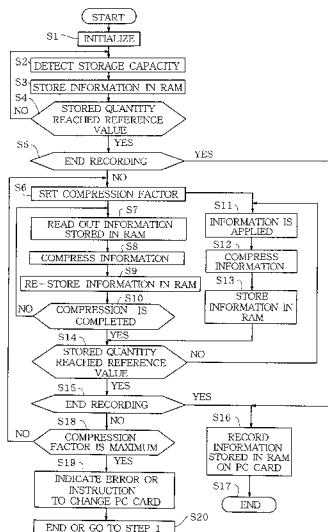 START
S1
INITIALIZE
S2
DETECT STORAGE CAPACITY
S3
STORE INFORMATION IN RAM
S4
NO
STORED QUANTITY
REACHED REFERENCE
VALUE
YES
S5
END RECORDING
YES
NO
S6
SET COMPRESSION FACTOR
S7
READ OUT INFORMATION
STORED IN RAM
S8
COMPRESS INFORMATION
S9
RE-STORE INFORMATION IN RAM
S10
NO
COMPRESSION IS
COMPLETED
YES
S11
INFORMATION IS
APPLIED
S12
COMPRESS
INFORMATION
S13
STORE
INFORMATION IN
RAM
S14
STORED QUANTITY
REACHED REFERENCE
VALUE
NO
YES
S15
END RECORDING
YES
NO
S18
NO
COMPRESSION
FACTOR IS MAXIMUM
YES
S19
INDICATE ERROR OR
INSTRUCTION
TO CHANGE PC CARD
S20
END OR GO TO STEP 1
S16
RECORD
INFORMATION
STORED IN RAM
ON PC CARD
S17
END